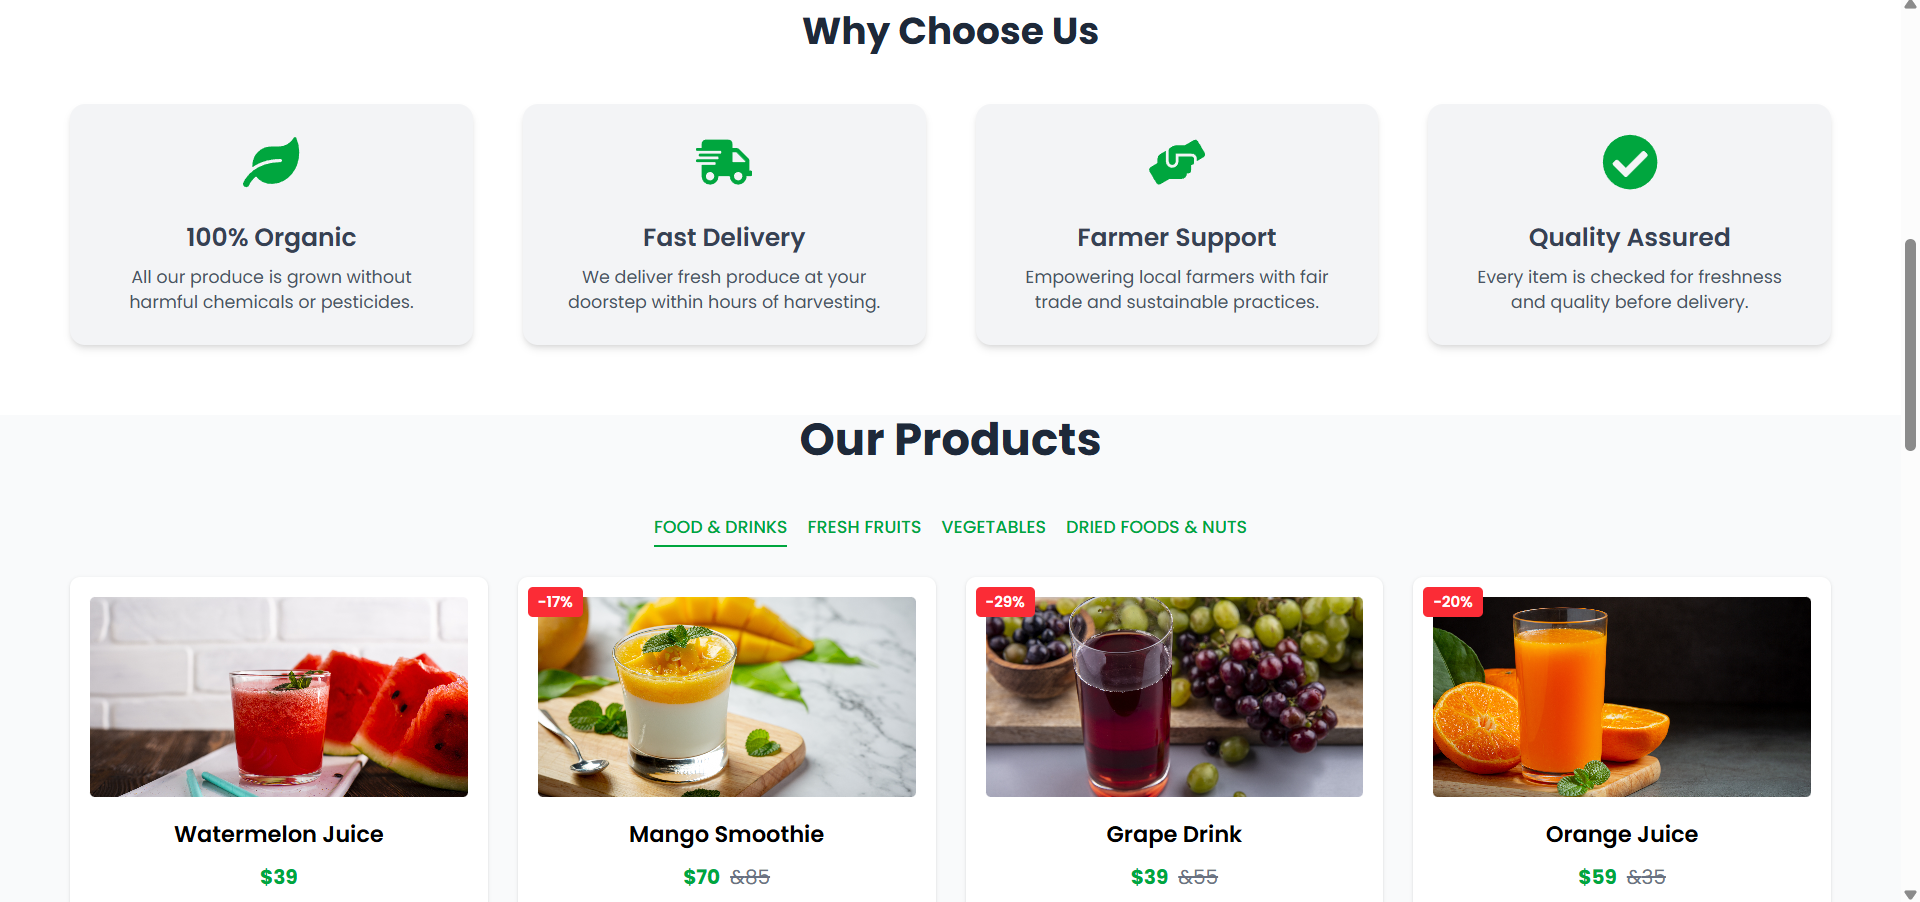 Why Choose Us
100% Organic
All our produce is grown without
harmful chemicals or pesticides.
Fast Delivery
We deliver fresh produce at your
doorstep within hours of harvesting.
Farmer Support
Empowering local farmers with fair
trade and sustainable practices.
Quality Assured
Every item is checked for freshness
and quality before delivery.
Our Products
FOOD & DRINKS FRESH FRUITS VEGETABLES DRIED FOODS & NUTS
Watermelon Juice
$39
-17%
Mango Smoothie
$70 &85
-29%
Grape Drink
$39 &55
-20%
Orange Juice
$59 &35